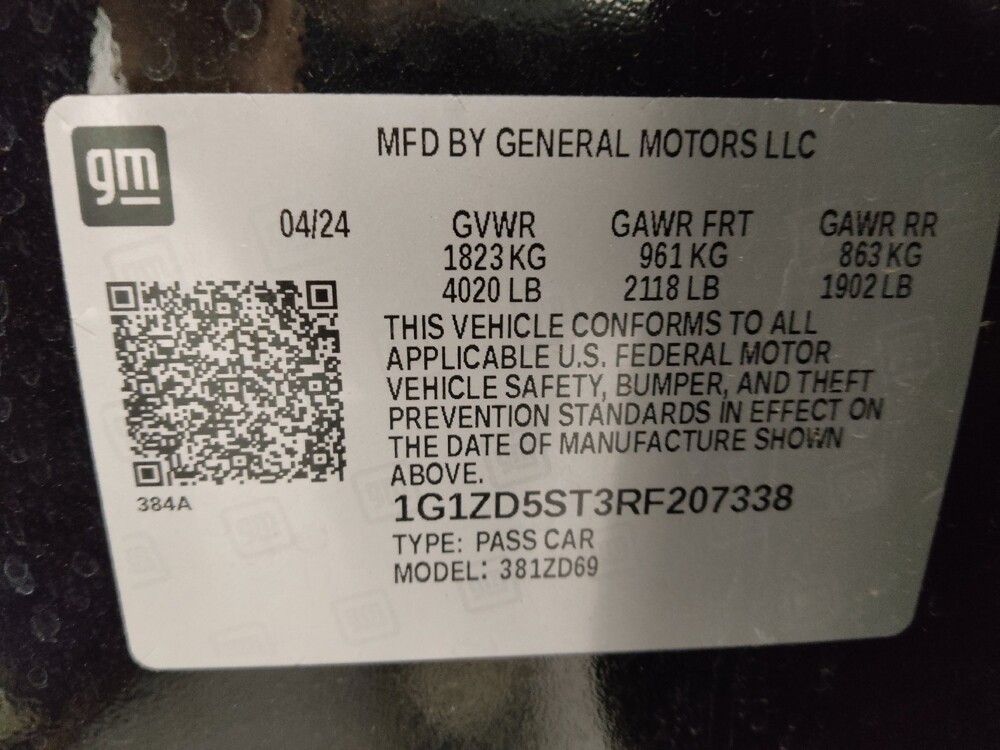 gm
MFD BY GENERAL MOTORS LLC
04/24 GVWR GAWR FRT GAWR RR
1823 KG 961 KG 863 KG
4020 LB 2118 LB 1902 LB
THIS VEHICLE CONFORMS TO ALL
APPLICABLE U.S. FEDERAL MOTOR
VEHICLE SAFETY, BUMPER, AND THEFT
PREVENTION STANDARDS IN EFFECT ON
THE DATE OF MANUFACTURE SHOWN
ABOVE.
384A
1G1ZD5ST3RF207338
TYPE: PASS CAR
MODEL: 381ZD69